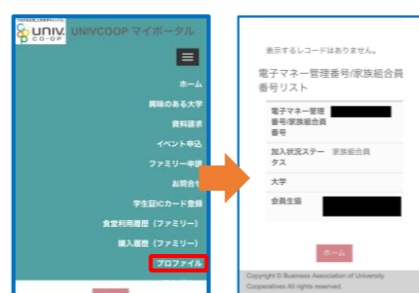 UNIV.
CO-OP
UNIVCOOP マイポータル
ホーム
興味のある大学
資料請求
イベント申込
ファミリー申請
お問合せ
学生証ICカード登録
食堂利用履歴（ファミリー）
購入履歴（ファミリー）
プロファイル
表示するレコードはありません。
電子マネー管理番号/家族組合員
番号リスト
電子マネー管理
番号/家族組合員
番号
加入状況ステー
タス
家族組合員
大学
会員生協
ホーム
Copyright © Business Association of University
Cooperatives All rights reserved.